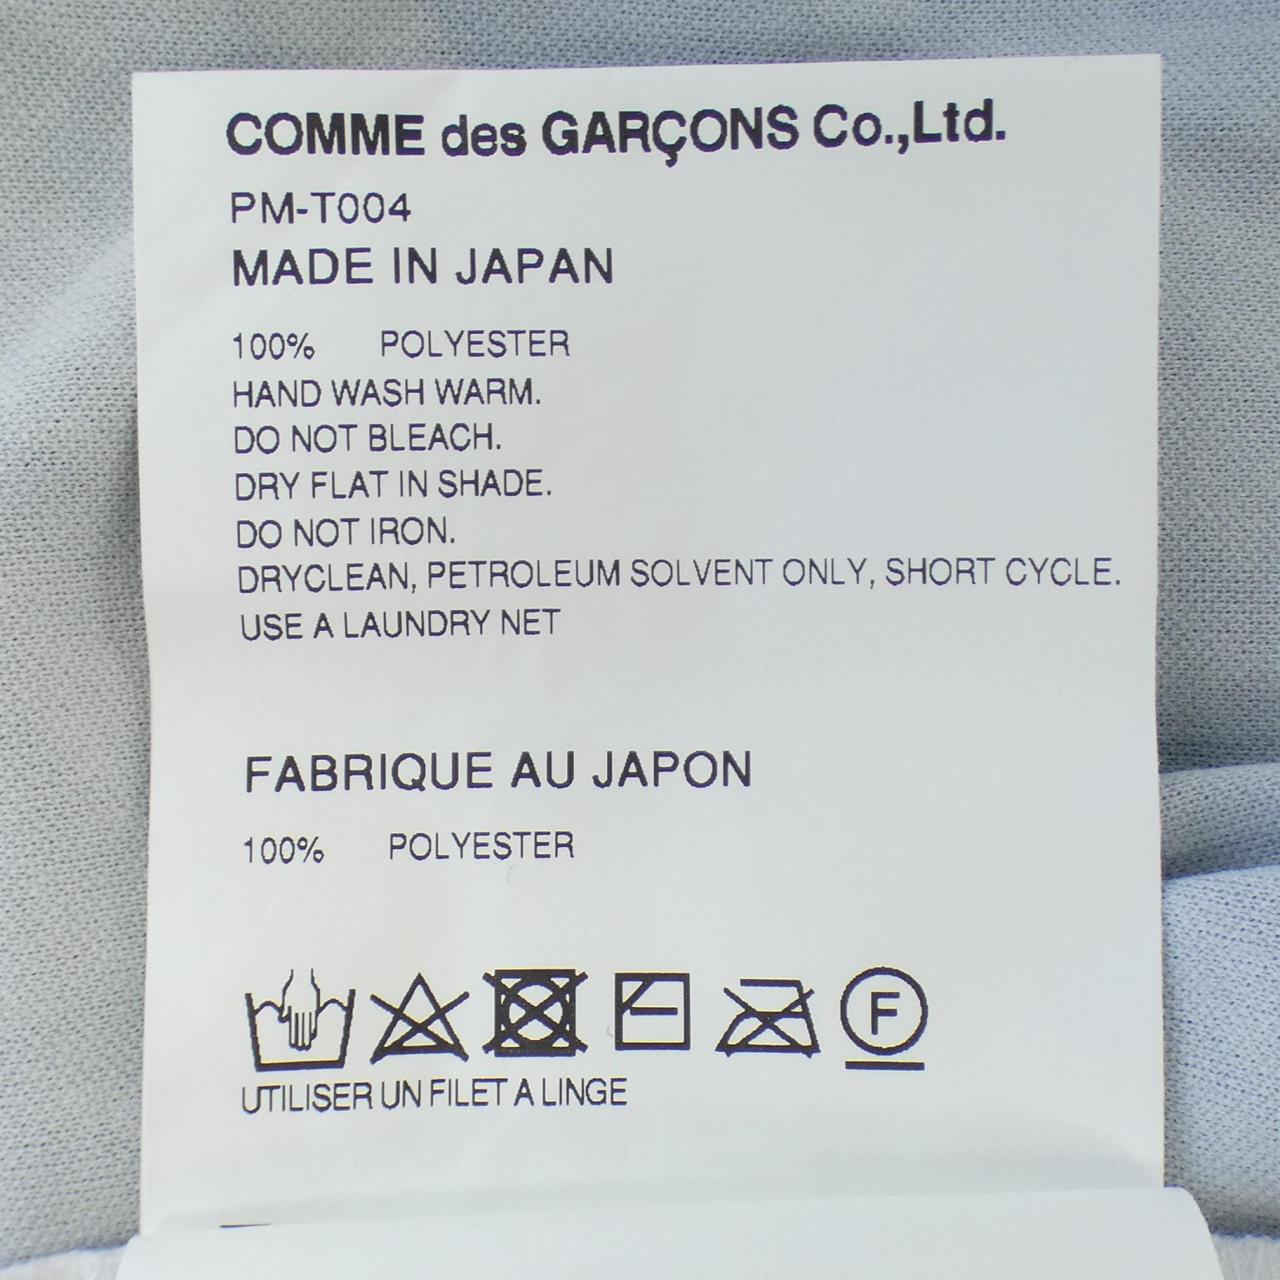 COMME des GARÇONS Co.,Ltd.
PM-T004
MADE IN JAPAN
100% POLYESTER
HAND WASH WARM.
DO NOT BLEACH.
DRY FLAT IN SHADE.
DO NOT IRON.
DRYCLEAN, PETROLEUM SOLVENT ONLY, SHORT CYCLE.
USE A LAUNDRY NET
FABRIQUE AU JAPON
100% POLYESTER
F
UTILISER UN FILET A LINGE